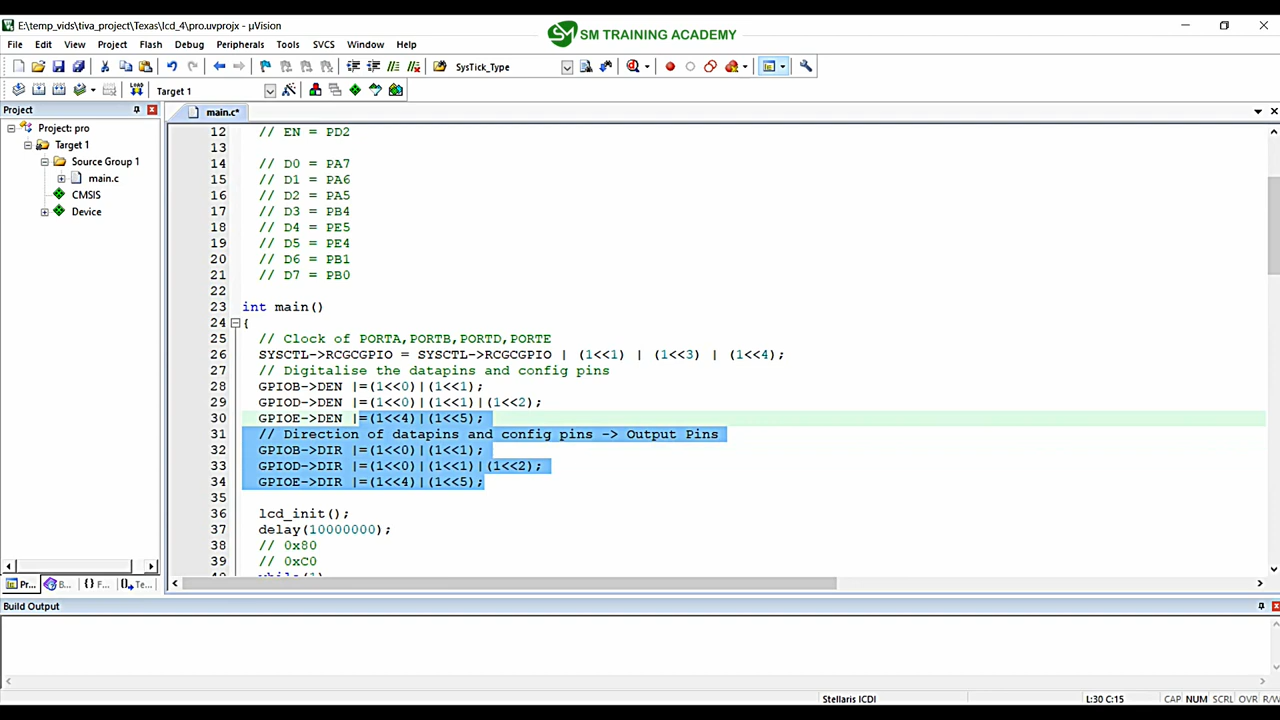 E:\temp_vids\tiva_project\Texas\lcd_4\pro.uvprojx - µVision
SM TRAINING ACADEMY
File Edit View Project Flash Debug Peripherals Tools SVCS Window Help
SysTick_Type
LOAD
Target 1
Project
main.c*
Project: pro
Target 1
Source Group 1
main.c
CMSIS
Device
12 // EN = PD2
13
14 // D0 = PA7
15 // D1 = PA6
16 // D2 = PA5
17 // D3 = PB4
18 // D4 = PE5
19 // D5 = PE4
20 // D6 = PB1
21 // D7 = PB0
22
23 int main()
24 {
25 // Clock of PORTA,PORTB,PORTD,PORTE
26 SYSCTL->RCGCGPIO = SYSCTL->RCGCGPIO | (1<<1) | (1<<3) | (1<<4);
27 // Digitalise the datapins and config pins
28 GPIOB->DEN |=(1<<0)|(1<<1);
29 GPIOD->DEN |=(1<<0)|(1<<1)|(1<<2);
30 GPIOE->DEN |=(1<<4)|(1<<5);
31 // Direction of datapins and config pins -> Output Pins
32 GPIOB->DIR |=(1<<0)|(1<<1);
33 GPIOD->DIR |=(1<<0)|(1<<1)|(1<<2);
34 GPIOE->DIR |=(1<<4)|(1<<5);
35
36 lcd_init();
37 delay(10000000);
38 // 0x80
39 // 0xC0
while(1)
Pr... B... {} F... Te...
Build Output
Stellaris ICDI L:30 C:15 CAP NUM SCRL OVR R/W